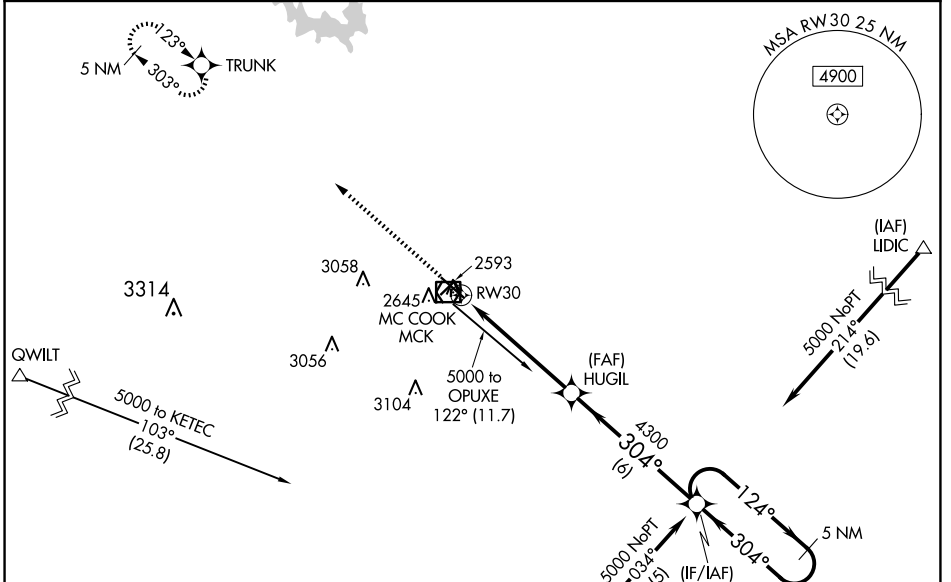 MSA RW30 25 NM
4900
123°
5 NM
303°
TRUNK
(IAF)
LIDIC
3058
2593
3314
2645
RW30
MC COOK
MCK
5000 NoPT
214°
(19.6)
QWILT
3056
(FAF)
HUGIL
5000 to
OPUXE
122° (11.7)
3104
5000 to KETEC
103°
(25.8)
4300
304°
(6)
124°
5 NM
304°
5000 NoPT
034°
(IF/IAF)